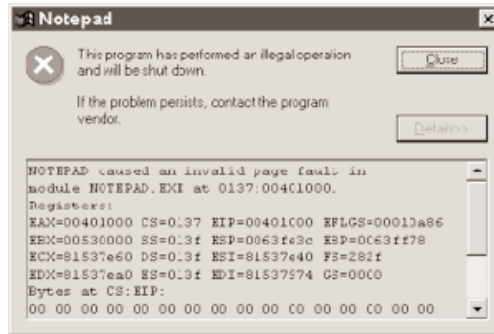 Notepad
This program has performed an illegal operation
and will be shut down.
If the problem persists, contact the program
vendor.
Close
Details>>
NOTEPAD caused an invalid page fault in
module NOTEPAD.EXE at 0137:00401000.
Registers:
EAX=00401000 CS=0137 EIP=00401000 EFLGS=00010a86
EBX=00530000 SS=013f ESP=0063fe3c EBP=0063ff78
ECX=81537e60 DS=013f ESI=81537e40 FS=282f
EDX=81537ea0 ES=013f EDI=81537974 GS=0000
Bytes at CS:EIP:
00 00 00 00 00 00 00 00 00 00 00 00 00 00 00 00